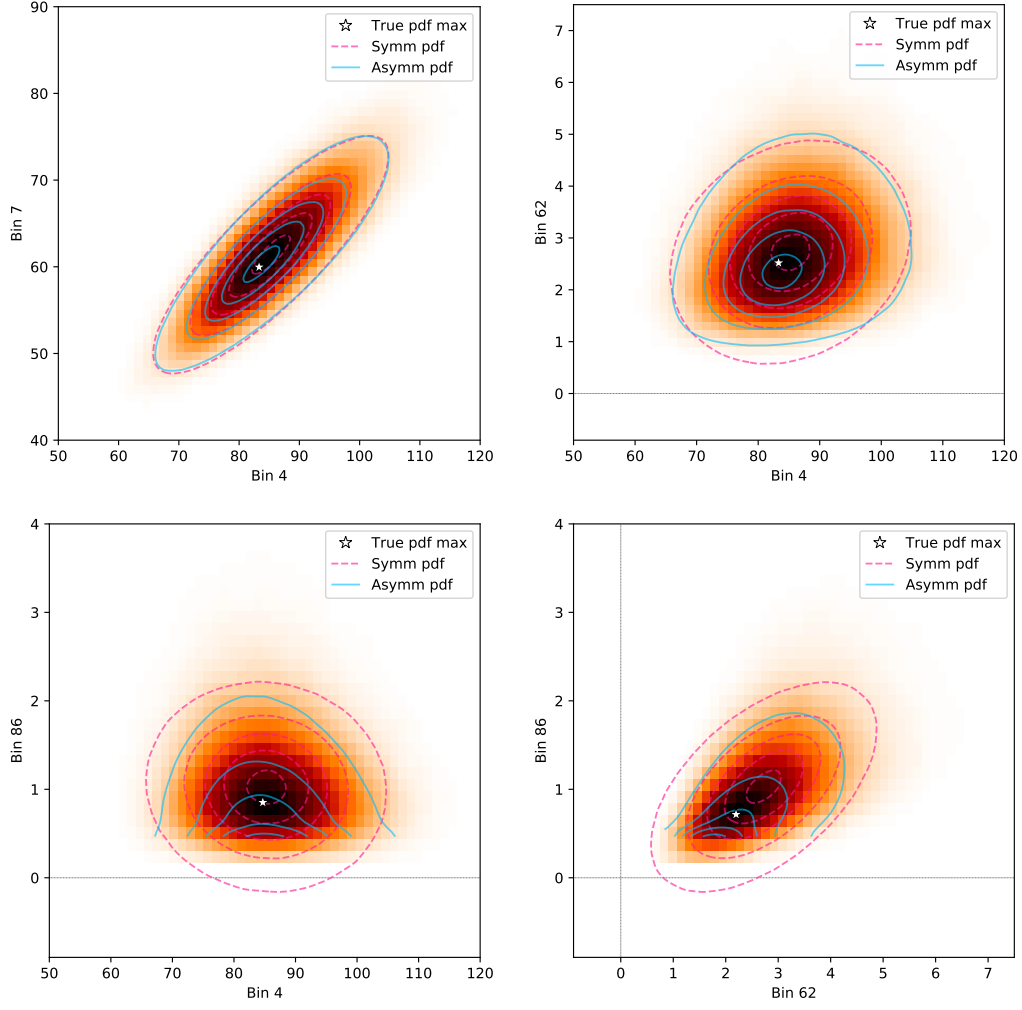 90
80
70
60
50
40
Bin 7
50 60 70 80 90 100 110 120
Bin 4
True pdf max
Symm pdf
Asymm pdf
7
6
5
4
3
2
1
0
Bin 62
50 60 70 80 90 100 110 120
Bin 4
True pdf max
Symm pdf
Asymm pdf
4
3
2
1
0
Bin 86
50 60 70 80 90 100 110 120
Bin 4
True pdf max
Symm pdf
Asymm pdf
4
3
2
1
0
Bin 86
0 1 2 3 4 5 6 7
Bin 62
True pdf max
Symm pdf
Asymm pdf